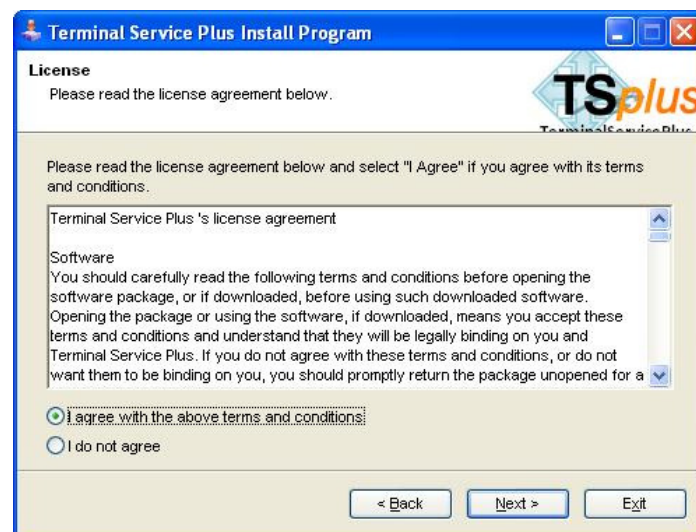 Terminal Service Plus Install Program
License
Please read the license agreement below.
TSplus
TerminalServicePlus
Please read the license agreement below and select "I Agree" if you agree with its terms
and conditions.
Terminal Service Plus 's license agreement
Software
You should carefully read the following terms and conditions before opening the
software package, or if downloaded, before using such downloaded software.
Opening the package or using the software, if downloaded, means you accept these
terms and conditions and understand that they will be legally binding on you and
Terminal Service Plus. If you do not agree with these terms and conditions, or do not
want them to be binding on you, you should promptly return the package unopened for a
I agree with the above terms and conditions
I do not agree
< Back
Next >
Exit